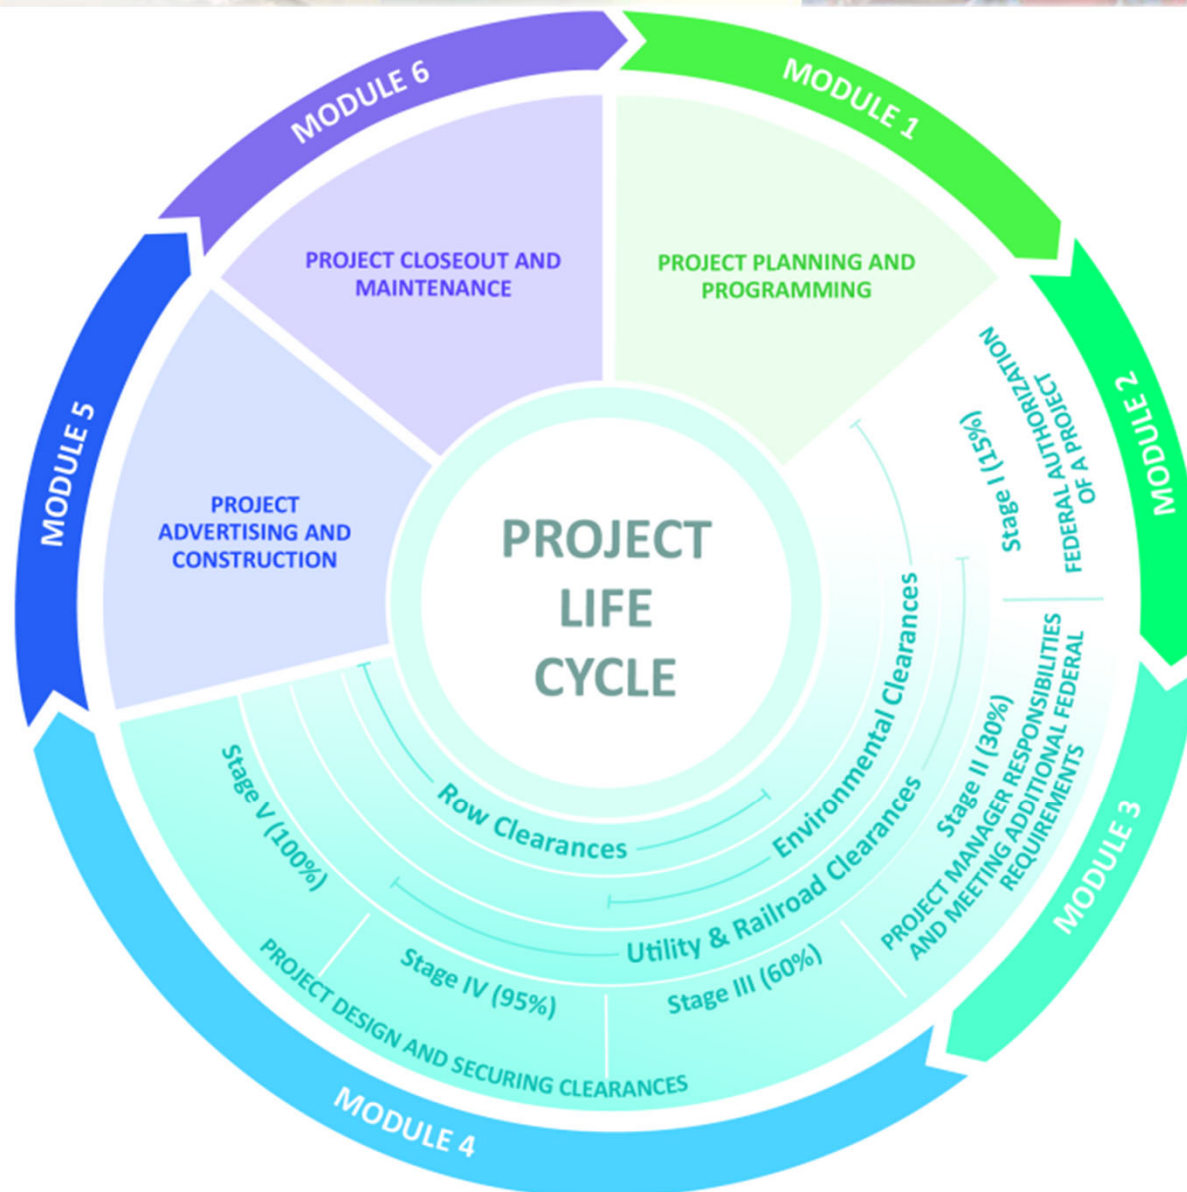 MODULE 1
MODULE 2
MODULE 3
MODULE 4
MODULE 5
MODULE 6
PROJECT PLANNING AND
PROGRAMMING
FEDERAL AUTHORIZATION
OF A PROJECT
Stage I (15%)
PROJECT MANAGER RESPONSIBILITIES
AND MEETING ADDITIONAL FEDERAL
REQUIREMENTS
Stage II (30%)
Stage III (60%)
Stage IV (95%)
Stage V (100%)
PROJECT DESIGN AND SECURING CLEARANCES
Environmental Clearances
Utility & Railroad Clearances
Row Clearances
PROJECT
ADVERTISING AND
CONSTRUCTION
PROJECT CLOSEOUT AND
MAINTENANCE
PROJECT
LIFE
CYCLE